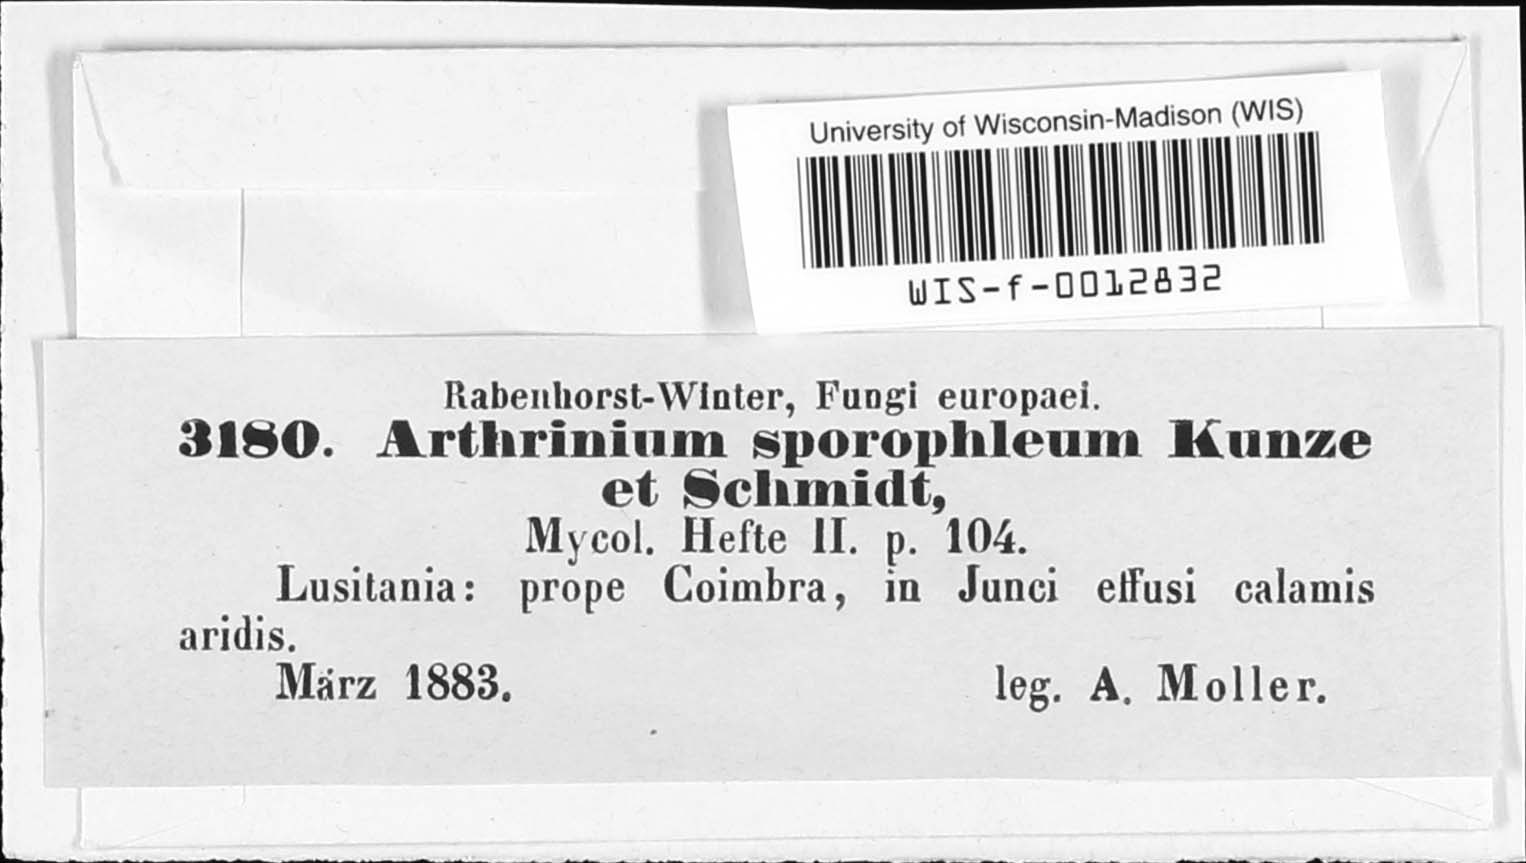 University of Wisconsin-Madison (WIS)
WIS-f-0012832
Rabenhorst-Winter, Fungi europaei.
3180. Arthrinium sporophleum Kunze
et Schmidt,
Mycol. Hefte II. p. 104.
Lusitania: prope Coimbra, in Junci effusi calamis
aridis.
März 1883. leg. A. Moller.